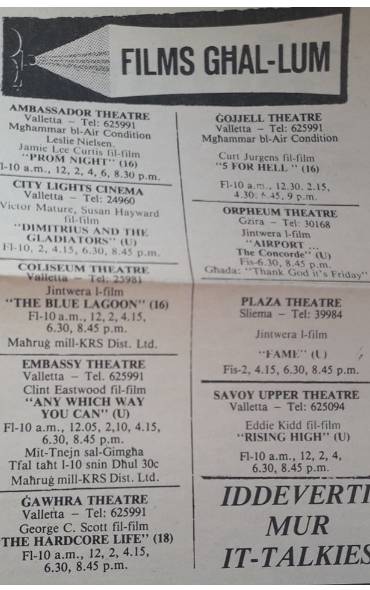 FILMS GĦAL-LUM
AMBASSADOR THEATRE
Valletta – Tel: 625991
Mgħammar bl-Air Condition
Leslie Nielsen,
Jamie Lee Curtis fil-film
"PROM NIGHT" (16)
Fl-10 a.m., 12, 2, 4, 6, 8.30 p.m.
CITY LIGHTS CINEMA
Valletta – Tel: 24960
Victor Mature, Susan Hayward
fil-film
"DIMITRIUS AND THE
GLADIATORS" (U)
Fl-10, 2, 4.15, 6.30, 8.45 p.m.
COLISEUM THEATRE
Valletta – Tel: 25981
Jintwera l-film
"THE BLUE LAGOON" (16)
Fl-10 a.m., 12, 2, 4.15,
6.30, 8.45 p.m.
Maħruġ mill-KRS Dist. Ltd.
EMBASSY THEATRE
Valletta – Tel. 625991
Clint Eastwood fil-film
"ANY WHICH WAY
YOU CAN" (U)
Fl-10 a.m., 12.05, 2,10, 4.15,
6.30, 8.45 p.m.
Mit-Tnejn sal-Ġimgħa
Tfal taħt l-10 snin Dħul 30c
Maħruġ mill-KRS Dist. Ltd.
ĠAWHRA THEATRE
Valletta – Tel: 625991
George C. Scott fil-film
THE HARDCORE LIFE" (18)
Fl-10 a.m., 12, 2, 4.15,
6.30, 8.45 p.m.
ĠOJJELL THEATRE
Valletta – Tel: 625991
Mgħammar bl-Air Condition
Curt Jurgens fil-film
"5 FOR HELL" (16)
Fl-10 a.m., 12.30, 2.15,
4.30, 6.45, 9 p.m.
ORPHEUM THEATRE
Gżira – Tel: 30168
Jintwera l-film
"AIRPORT ...
The Concorde" (U)
Fis-6.30, 8.45 p.m.
Għada: "Thank God it's Friday"
PLAZA THEATRE
Sliema – Tel: 39984
Jintwera l-film
"FAME" (U)
Fis-2, 4.15, 6.30, 8.45 p.m.
SAVOY UPPER THEATRE
Valletta – Tel: 625094
Eddie Kidd fil-film
"RISING HIGH" (U)
Fl-10 a.m., 12, 2, 4,
6.30, 8.45 p.m.
IDDEVERTI
MUR
IT-TALKIES